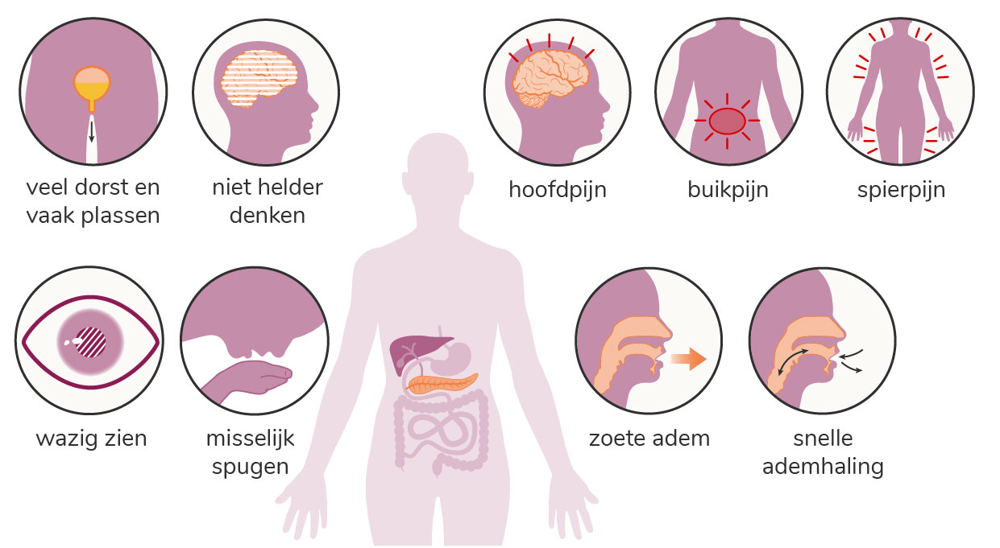 veel dorst en
vaak plassen
niet helder
denken
hoofdpijn
buikpijn
spierpijn
wazig zien
misselijk
spugen
zoete adem
snelle
ademhaling